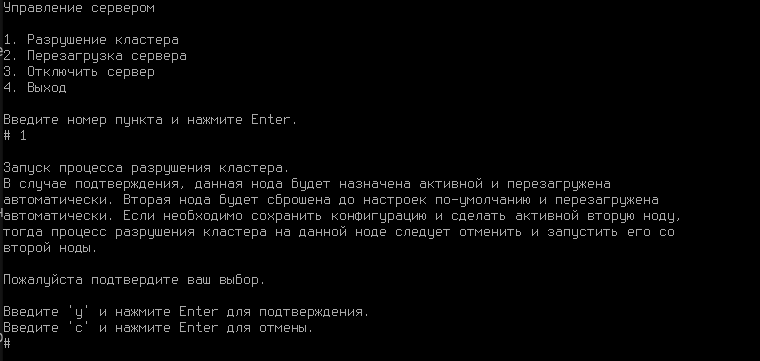 Управление сервером
1. Разрушение кластера
2. Перезагрузка сервера
3. Отключить сервер
4. Выход
Введите номер пункта и нажмите Enter.
# 1
Запуск процесса разрушения кластера.
В случае подтверждения, данная нода будет назначена активной и перезагружена
автоматически. Вторая нода будет сброшена до настроек по-умолчанию и перезагружена
автоматически. Если необходимо сохранить конфигурацию и сделать активной вторую ноду,
тогда процесс разрушения кластера на данной ноде следует отменить и запустить его со
второй ноды.
Пожалуйста подтвердите ваш выбор.
Введите 'y' и нажмите Enter для подтверждения.
Введите 'c' и нажмите Enter для отмены.
#